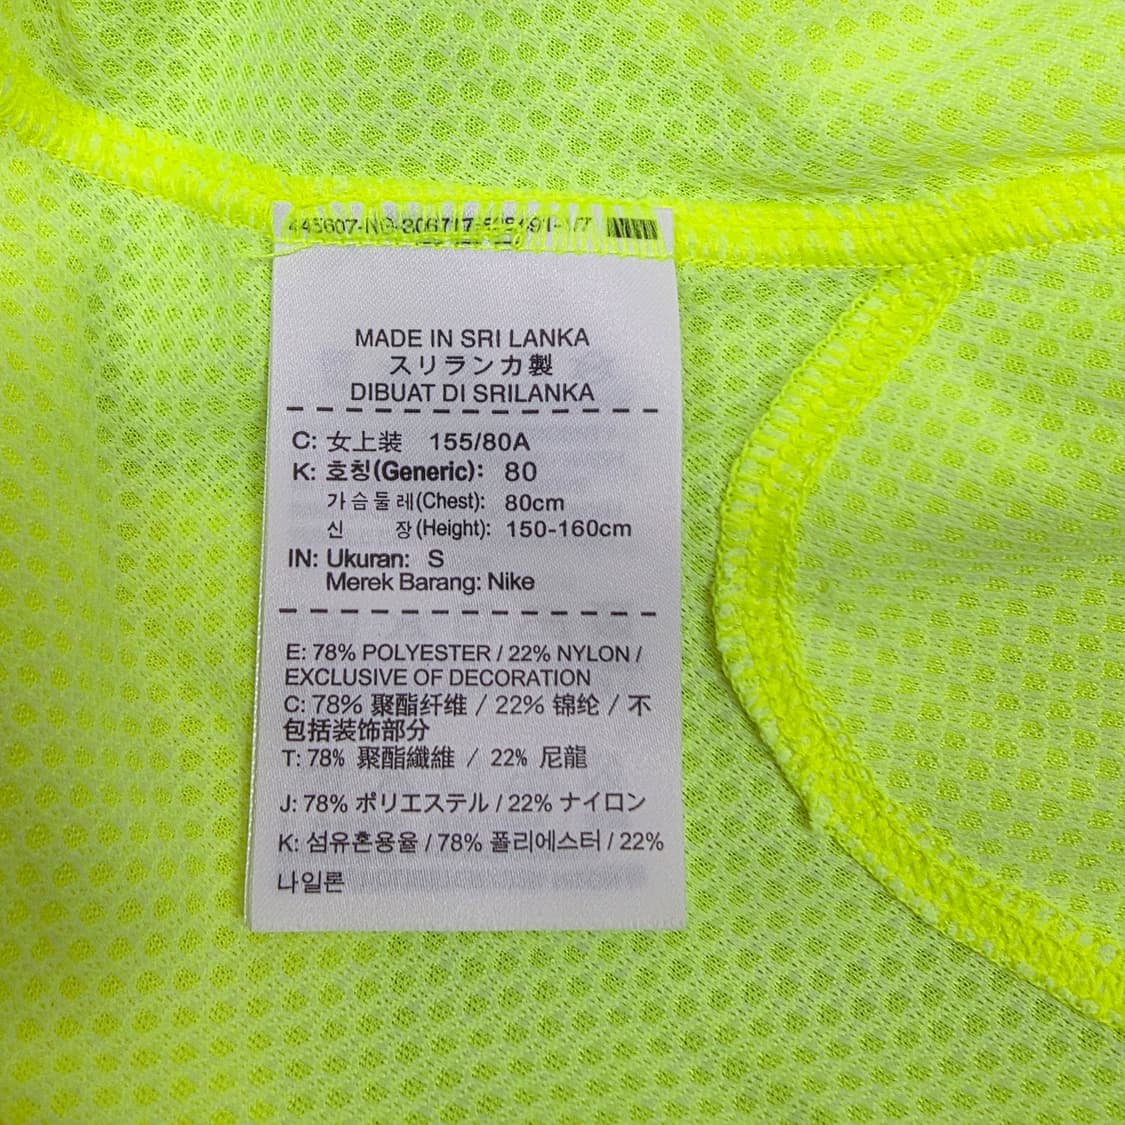 MADE IN SRI LANKA
スリランカ製
DIBUAT DI SRILANKA
C: 女上装 155/80A
K: 호칭(Generic): 80
가슴둘레(Chest): 80cm
신 장(Height): 150-160cm
IN: Ukuran: S
Merek Barang: Nike
E: 78% POLYESTER / 22% NYLON /
EXCLUSIVE OF DECORATION
C: 78% 聚酯纤维 / 22% 锦纶 / 不
包括装饰部分
T: 78% 聚酯纖維 / 22% 尼龍
J: 78% ポリエステル / 22% ナイロン
K: 섬유혼용율 / 78% 폴리에스터 / 22%
나일론